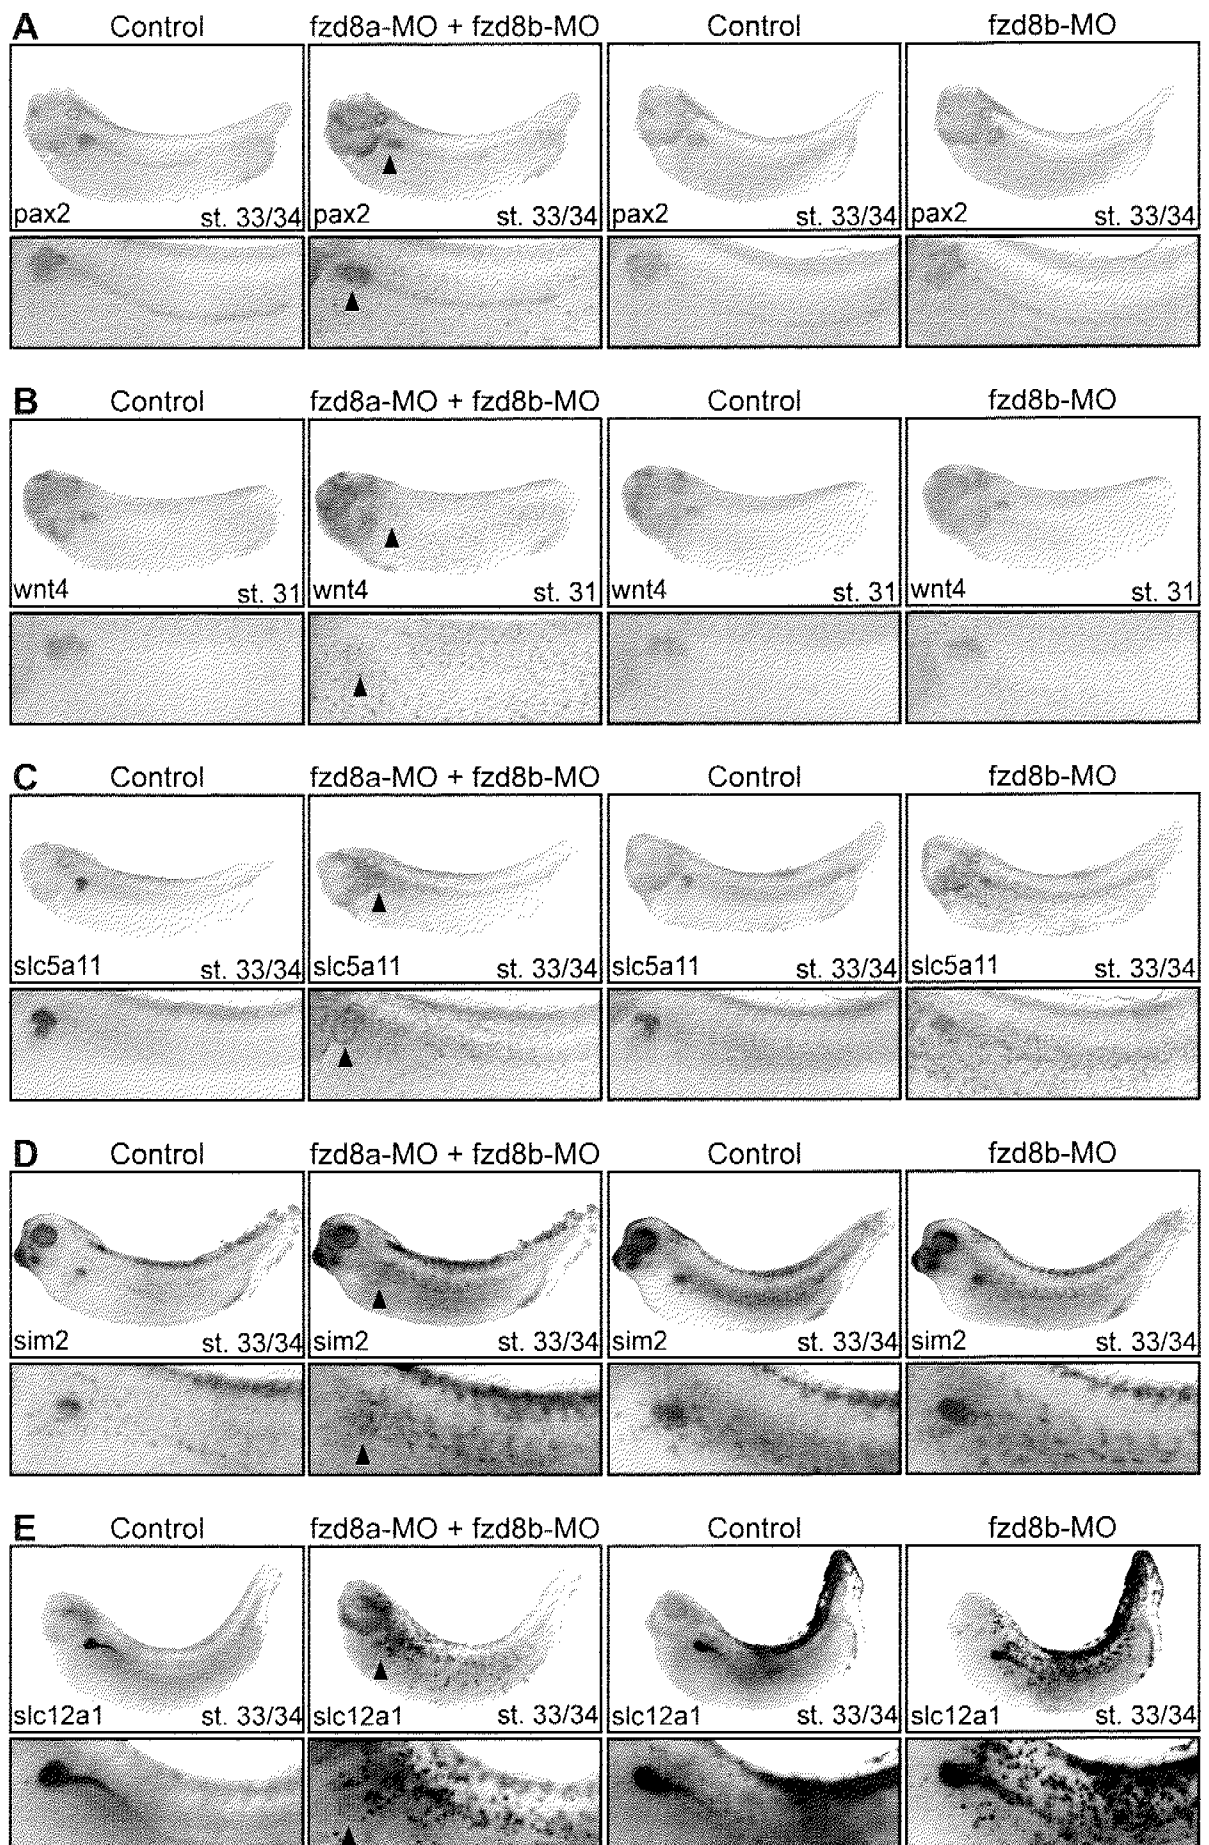 A Control fzd8a-MO + fzd8b-MO Control fzd8b-MO
pax2 st. 33/34 pax2 st. 33/34 pax2 st. 33/34 pax2 st. 33/34
B Control fzd8a-MO + fzd8b-MO Control fzd8b-MO
wnt4 st. 31 wnt4 st. 31 wnt4 st. 31 wnt4 st. 31
C Control fzd8a-MO + fzd8b-MO Control fzd8b-MO
slc5a11 st. 33/34 slc5a11 st. 33/34 slc5a11 st. 33/34 slc5a11 st. 33/34
D Control fzd8a-MO + fzd8b-MO Control fzd8b-MO
sim2 st. 33/34 sim2 st. 33/34 sim2 st. 33/34 sim2 st. 33/34
E Control fzd8a-MO + fzd8b-MO Control fzd8b-MO
slc12a1 st. 33/34 slc12a1 st. 33/34 slc12a1 st. 33/34 slc12a1 st. 33/34